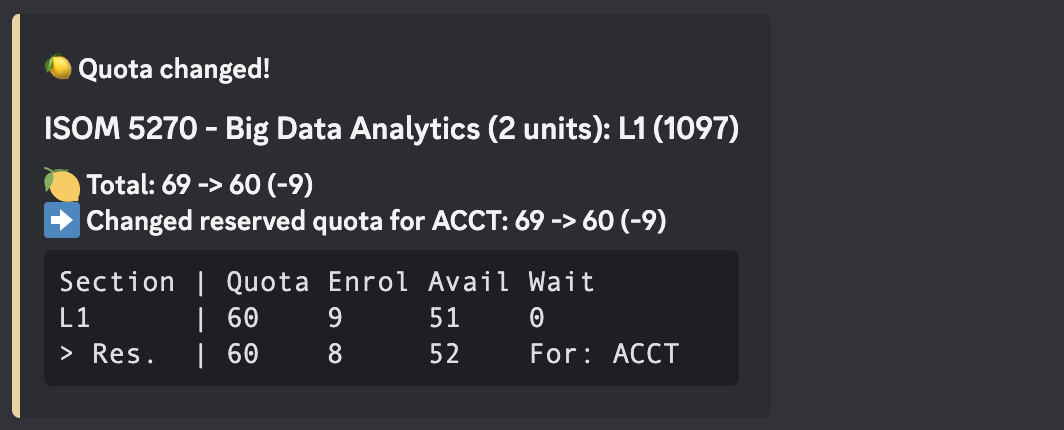 🍋 Quota changed!
ISOM 5270 - Big Data Analytics (2 units): L1 (1097)
🍋 Total: 69 -> 60 (-9)
➡️ Changed reserved quota for ACCT: 69 -> 60 (-9)
Section | Quota Enrol Avail Wait
L1      | 60    9     51    0
> Res.  | 60    8     52    For: ACCT